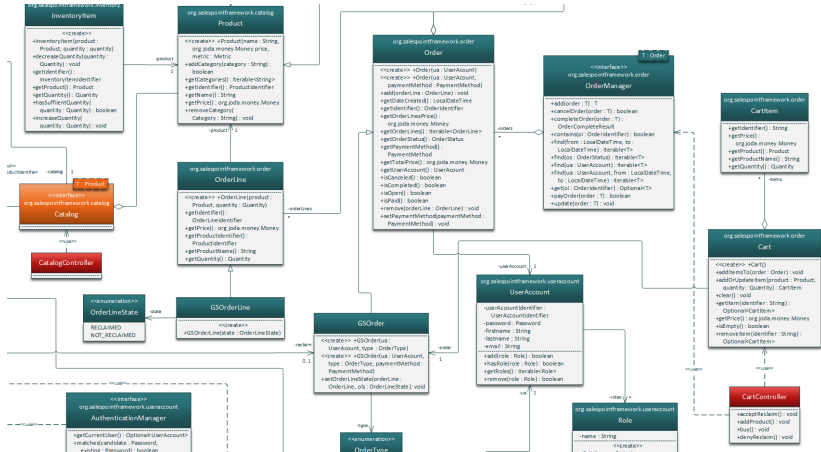 org.salespointframework.inventory
InventoryItem
<<create>>
+InventoryItem(product :
Product, quantity : quantity)
+decreaseQuantity(quantity :
Quantity) : void
+getIdentifier() :
InventoryItemIdentifier
+getProduct() : Product
+getQuantity() : Quantity
+hasSuffientQuantity(
quantity : Quantity) : boolean
+increaseQuantity(
quantity : Quantity) : void
-product
1
org.salespointframework.catalog
Product
<<create>> +Product(name : String,
org.joda.money.Money price,
metric : Metric
+addCategory(category : String) :
boolean
+getCategories() : Iterable<String>
+getIdentifier() : ProductIdentifier
+getName() : String
+getPrice() : org.joda.money.Money
+removeCategory(
Category : String) : void
-product
1
-catalog
1
T : Product
<<interface>>
org.salespointframework.catalog
Catalog
<<use>>
CatalogController
org.salespointframework.order
OrderLine
<<create>> +OrderLine(product :
Product, quantity : Quantity)
+getIdentifier() :
OrderLineIdentifier
+getPrice() : org.joda.money.Money
+getProductIdentifier() :
ProductIdentifier
+getProductName() : String
+getQuantity() : Quantity
-orderLines
*
<<enumeration>>
OrderLineState
RECLAIMED
NOT_RECLAIMED
-state
GSOrderLine
<<create>>
+GSOrderLine(state : OrderLineState)
-reclaim
0..1
org.salespointframework.order
Order
<<create>> +Order(ua : UserAcount)
<<create>> +Order(ua : UserAccount,
paymentMethod : PaymentMethod)
+add(orderLine : OrderLine) : void
+getDateCreated() : LocalDateTime
+getIdentifier() : OrderIdentifier
+getOrderLinesPrice() :
org.joda.money.Money
+getOrderLines() : Iterable<OrderLine>
+getOrderStatus() : OrderStatus
+getPaymentMethod() :
PaymentMethod
+getTotalPrice() : org.joda.money.Money
+getUserAccount() : UserAccount
+isCanceled() : boolean
+isCompleted() : boolean
+isOpen() : boolean
+isPaid() : boolean
+remove(orderLine : OrderLine) : void
+setPaymentMethod(paymentMethod :
PaymentMethod) : void
-orders
*
T : Order
<<interface>>
org.salespointframework.order
OrderManager
+add(order : T) : T
+cancelOrder(order : T) : boolean
+completeOrder(order : T) :
OrderCompleteResult
+contains(oi : OrderIdentifier) : boolean
+find(from : LocalDateTime, to :
LocalDateTime) : Iterable<T>
+find(os : OrderStatus) : Iterable<T>
+find(ua : UserAccount) : Iterable<T>
+find(ua : UserAccount, from : LocalDateTime,
to : LocalDateTime) : Iterable<T>
+get(oi : OrderIdentifier) : Optional<T>
+payOrder(order : T) : boolean
+update(order : T) : void
org.salespointframework.order
CartItem
+getIdentifier() : String
+getPrice() :
org.joda.money.Money
+getProduct() : Product
+getProductName() : String
+getQuantity() : Quantity
-items
*
org.salespointframework.order
Cart
<<create>> +Cart()
+addItemsTo(order : Order) : void
+addOrUpdateItem(product : Product,
quantity : Quantity) : CartItem
+clear() : void
+getItem(identifier : String) :
Optional<CartItem>
+getPrice() : org.joda.money.Money
+isEmpty() : boolean
+removeItem(identifier : String) :
Optional<CartItem>
<<use>>
<<use>>
<<use>>
CartController
+acceptReclaim() : void
+addProduct() : void
+buy() : void
+denyReclaim() : void
-userAccount
1
org.salespointframework.useraccount
UserAccount
-userAccountIdentifier :
UserAccountIdentifier
-password : Password
-firstname : String
-lastname : String
-email : String
+add(role : Role) : boolean
+hasRole(role : Role) : boolean
+getRoles() : Iterable<Role>
+remove(role : Role) : boolean
-ua
1
-roles
*
org.salespointframework.useraccount
Role
-name : String
<<create>>
GSOrder
<<create>> +GSOrder(ua :
UserAccount, type : OrderType)
<<create>> +GSOrder(ua : UserAccount,
type : OrderType, paymentMethod :
PaymentMethod)
+setOrderLineState(orderLine :
OrderLine, ols : OrderLineState) : void
-order
1
-type
<<enumeration>>
OrderType
<<use>>
<<use>>
<<interface>>
org.salespointframework.useraccount
AuthenticationManager
+getCurrentUser() : Optional<UserAccount>
+matches(candidate : Password,
existing : Password) : boolean